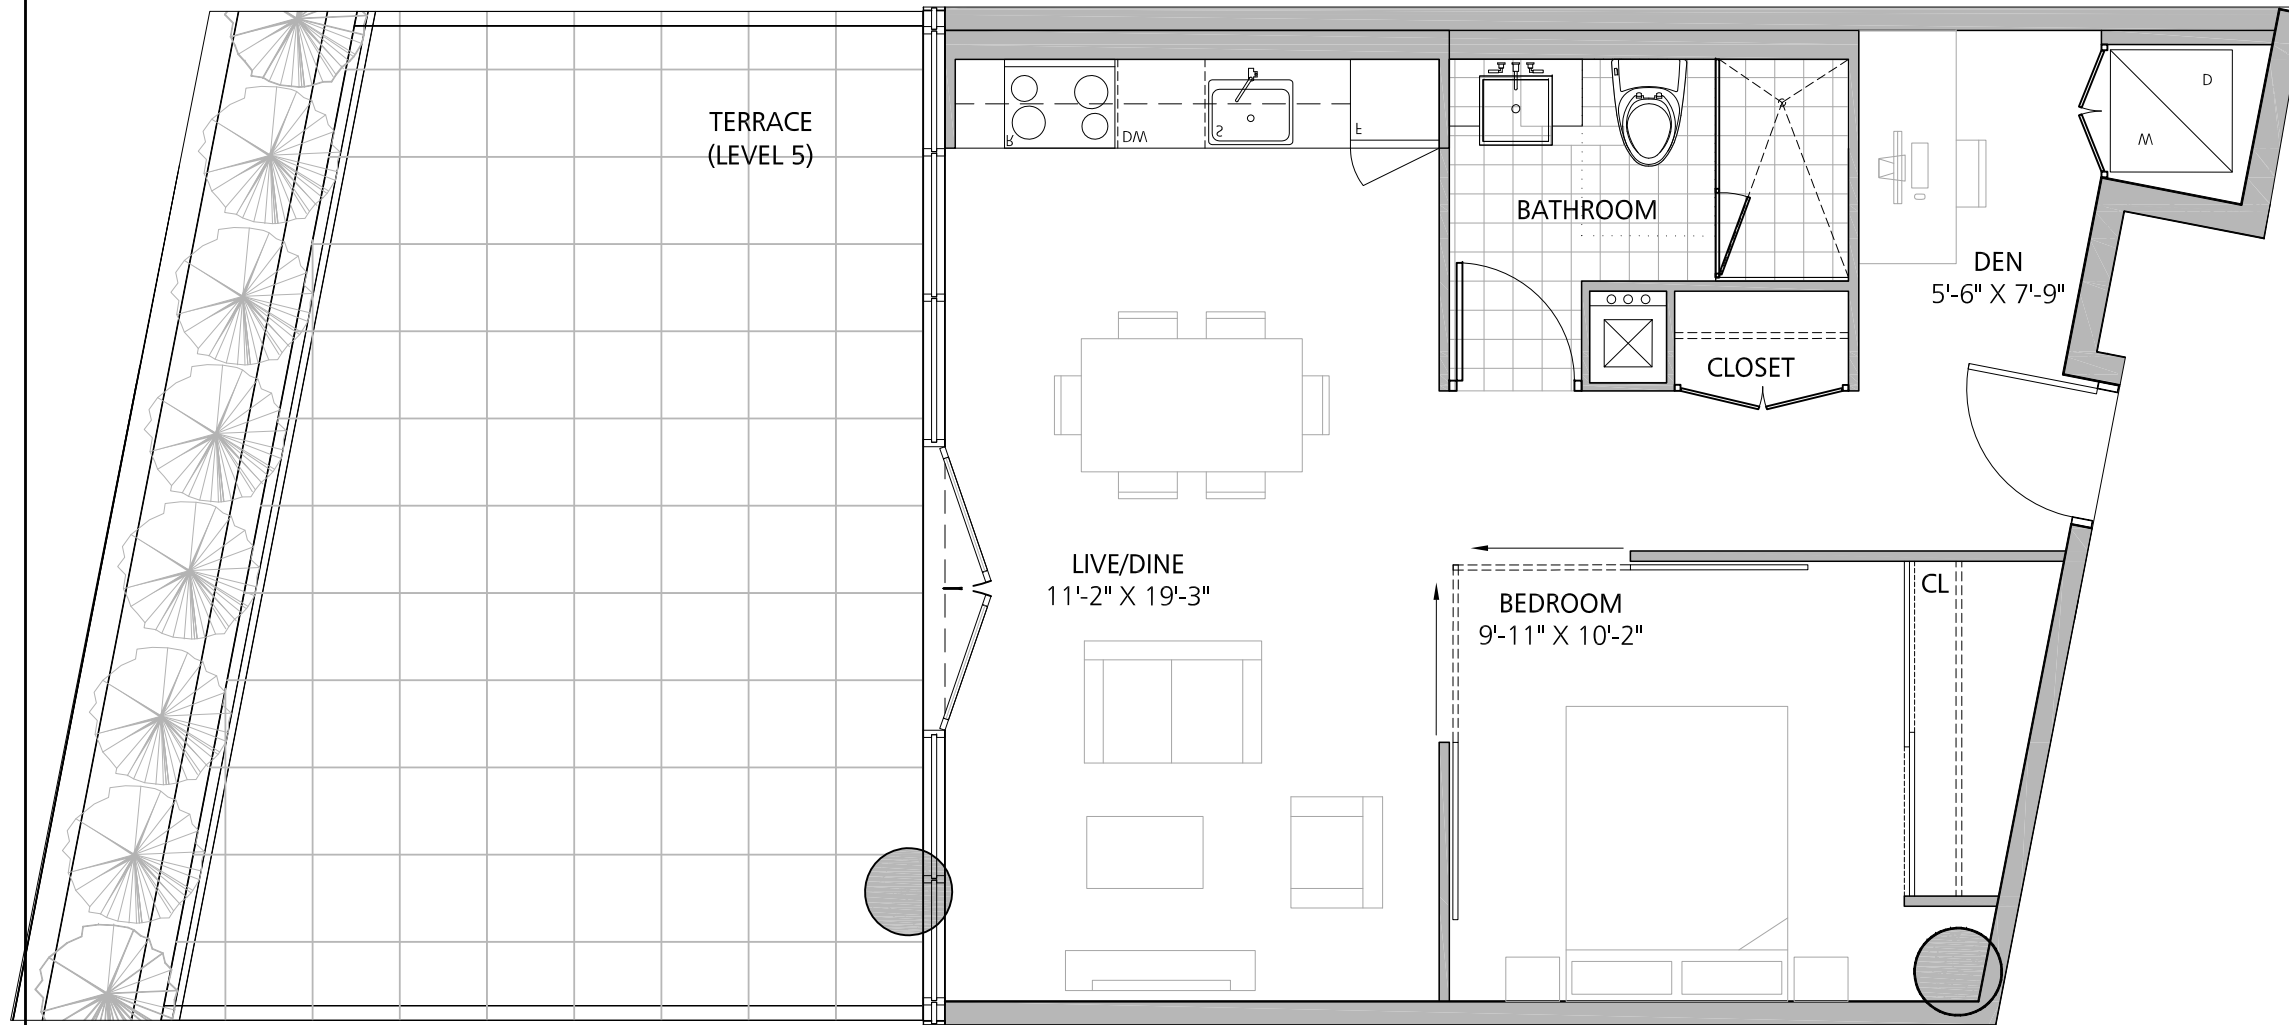 TERRACE
(LEVEL 5)
R
DW
S
F
BATHROOM
D
W
DEN
5'-6" X 7'-9"
CLOSET
LIVE/DINE
11'-2" X 19'-3"
BEDROOM
9'-11" X 10'-2"
CL